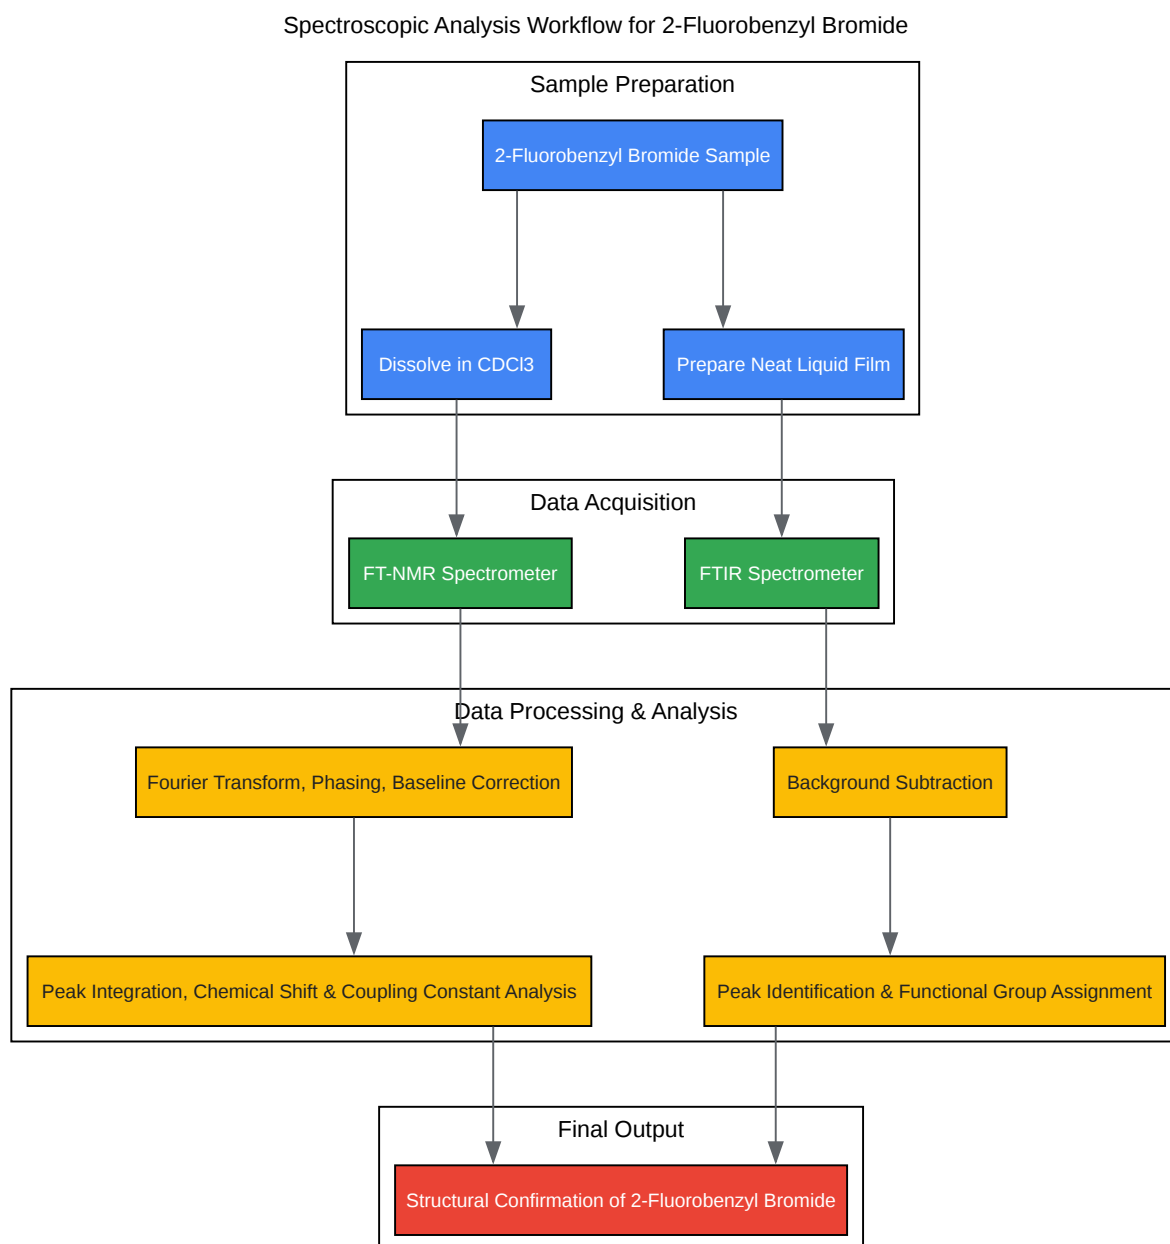 Spectroscopic Analysis Workflow for 2-Fluorobenzyl Bromide
Sample Preparation
2-Fluorobenzyl Bromide Sample
Dissolve in CDCl3
Prepare Neat Liquid Film
Data Acquisition
FT-NMR Spectrometer
FTIR Spectrometer
Data Processing & Analysis
Fourier Transform, Phasing, Baseline Correction
Background Subtraction
Peak Integration, Chemical Shift & Coupling Constant Analysis
Peak Identification & Functional Group Assignment
Final Output
Structural Confirmation of 2-Fluorobenzyl Bromide